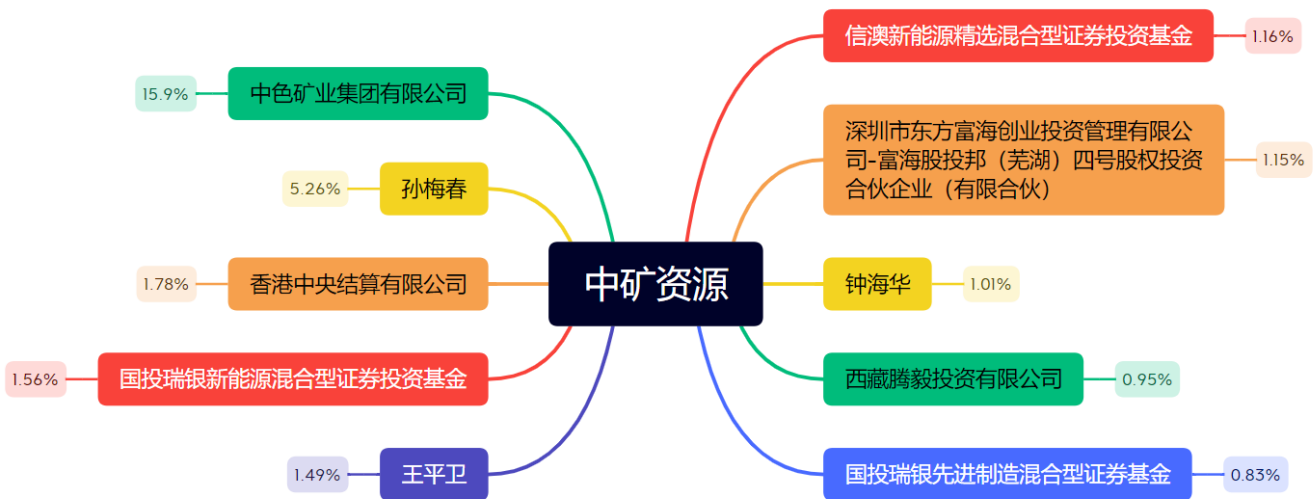 中矿资源
15.9%
中色矿业集团有限公司
5.26%
孙梅春
1.78%
香港中央结算有限公司
1.56%
国投瑞银新能源混合型证券投资基金
1.49%
王平卫
信澳新能源精选混合型证券投资基金
1.16%
深圳市东方富海创业投资管理有限公
司-富海股投邦（芜湖）四号股权投资
合伙企业（有限合伙）
1.15%
钟海华
1.01%
西藏腾毅投资有限公司
0.95%
国投瑞银先进制造混合型证券基金
0.83%